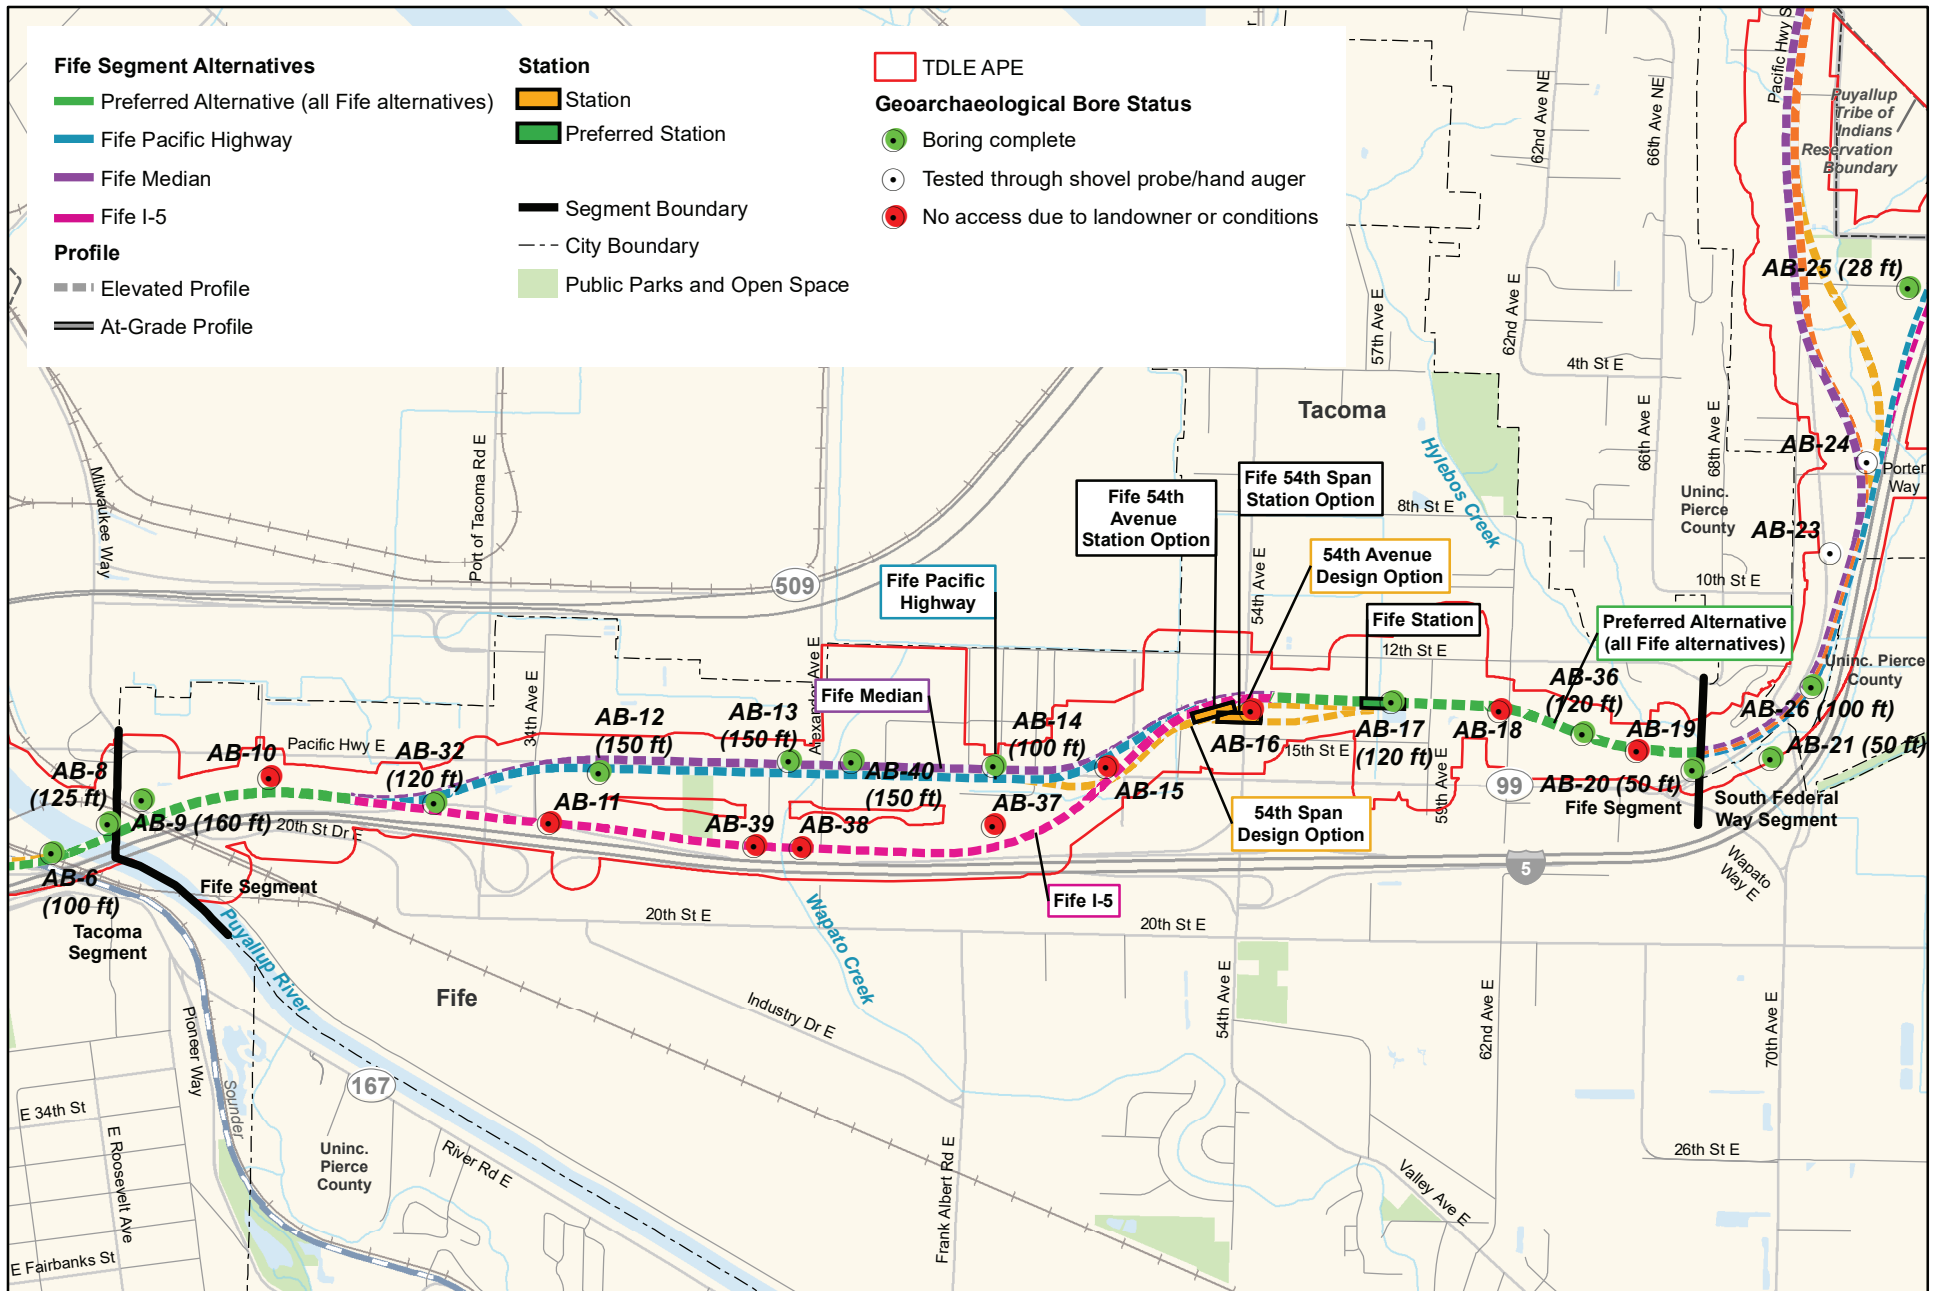 Fife Segment Alternatives
Preferred Alternative (all Fife alternatives)
Fife Pacific Highway
Fife Median
Fife I-5
Profile
Elevated Profile
At-Grade Profile
Station
Station
Preferred Station
Segment Boundary
City Boundary
Public Parks and Open Space
TDLE APE
Geoarchaeological Bore Status
Boring complete
Tested through shovel probe/hand auger
No access due to landowner or conditions
62nd Ave NE
66th Ave NE
Pacific Hwy S
Puyallup
Tribe of
Indians
Reservation
Boundary
AB-25 (28 ft)
57th Ave E
62nd Ave E
4th St E
66th Ave E
68th Ave E
Tacoma
Hylebos Creek
AB-24
Porter
Way
Uninc.
Pierce
County
AB-23
Milwaukee Way
Port of Tacoma Rd E
509
Fife 54th
Avenue
Station Option
Fife 54th Span
Station Option
8th St E
54th Ave E
54th Avenue
Design Option
Fife Pacific
Highway
Fife Station
10th St E
Preferred Alternative
(all Fife alternatives)
12th St E
Uninc. Pierce
County
34th Ave E
Alexander Ave E
Fife Median
AB-36
(120 ft)
AB-26 (100 ft)
AB-12
(150 ft)
AB-13
(150 ft)
AB-14
(100 ft)
AB-16
15th St E
AB-17
(120 ft)
AB-18
AB-19
AB-21 (50 ft)
Pacific Hwy E
AB-10
AB-32
(120 ft)
AB-8
(125 ft)
AB-40
(150 ft)
AB-15
59th Ave E
99
AB-20 (50 ft)
Fife Segment
South Federal
Way Segment
AB-9 (160 ft)
20th St Dr E
AB-11
AB-39
AB-38
AB-37
54th Span
Design Option
5
Wapato
Way E
AB-6
(100 ft)
Tacoma
Segment
Fife Segment
Puyallup River
Wapato Creek
Fife I-5
20th St E
20th St E
Fife
Industry Dr E
54th Ave E
62nd Ave E
70th Ave E
Pioneer Way
Sounder
167
E 34th St
E Roosevelt Ave
E Fairbanks St
Uninc.
Pierce
County
River Rd E
Frank Albert Rd E
Valley Ave E
26th St E